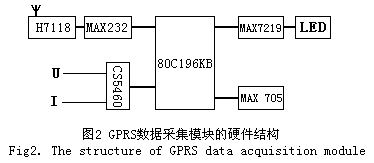 H7118 MAX232 80C196KB MAX7219 LED
U
I
CS5460
MAX 705
图2 GPRS数据采集模块的硬件结构
Fig2. The structure of GPRS data acquisition module